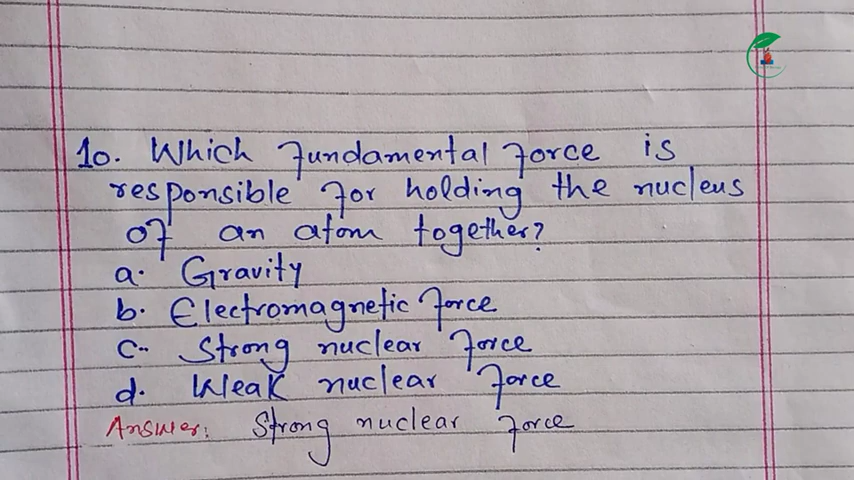 10. Which fundamental force is
responsible for holding the nucleus
of an atom together?
a. Gravity
b. Electromagnetic force
c. Strong nuclear force
d. Weak nuclear force
Answer: Strong nuclear force